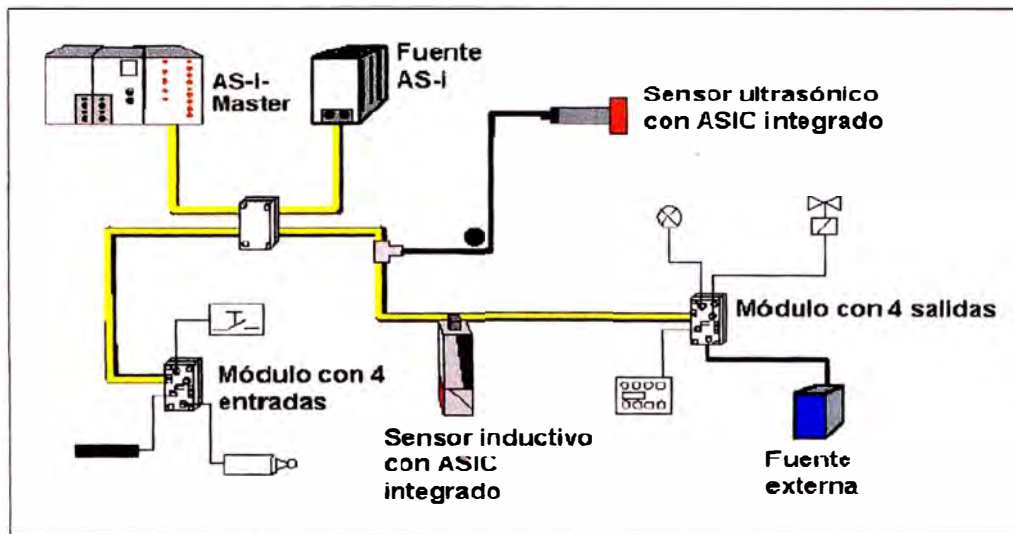 AS-i-
Master
Fuente
AS-i
Sensor ultrasónico
con ASIC integrado
Módulo con 4 salidas
Módulo con 4
entradas
Sensor inductivo
con ASIC
integrado
Fuente
externa